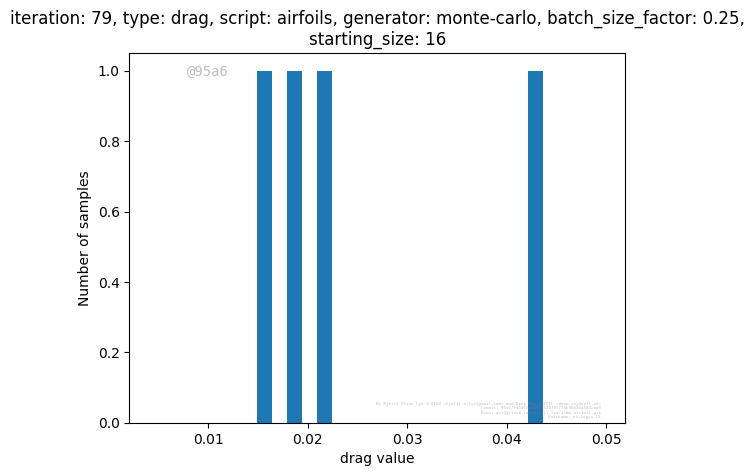 iteration: 79, type: drag, script: airfoils, generator: monte-carlo, batch_size_factor: 0.25,
starting_size: 16
@95a6
1.0
0.8
0.6
0.4
0.2
0.0
Number of samples
0.01
0.02
0.03
0.04
0.05
drag value